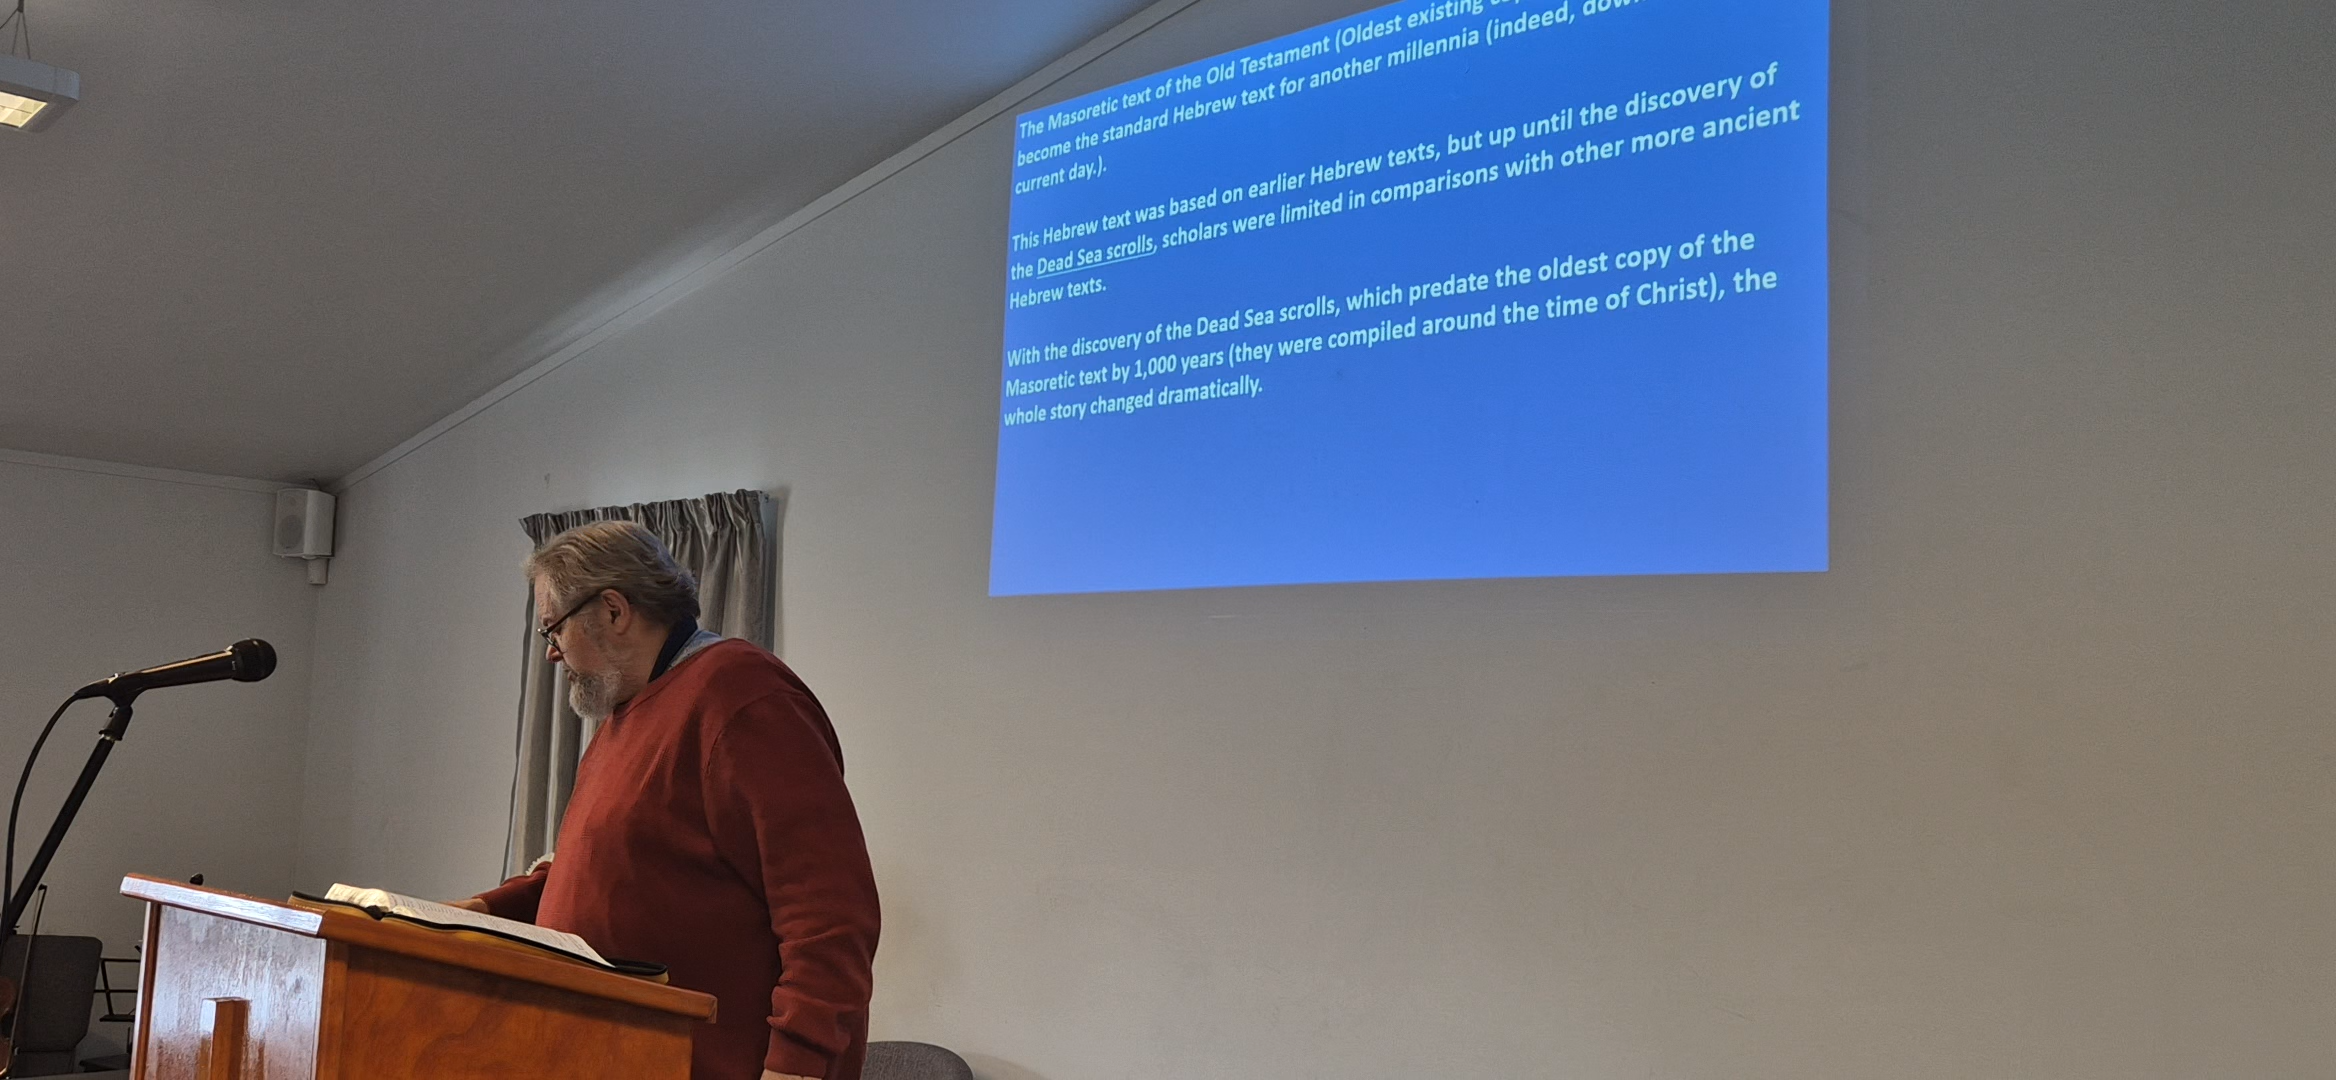 The Masoretic text of the Old Testament (Oldest existing
become the standard Hebrew text for another millennia (indeed,
current day.).
This Hebrew text was based on earlier Hebrew texts, but up until the discovery of
the Dead Sea scrolls, scholars were limited in comparisons with other more ancient
Hebrew texts.
With the discovery of the Dead Sea scrolls, which predate the oldest copy of the
Masoretic text by 1,000 years (they were compiled around the time of Christ), the
whole story changed dramatically.